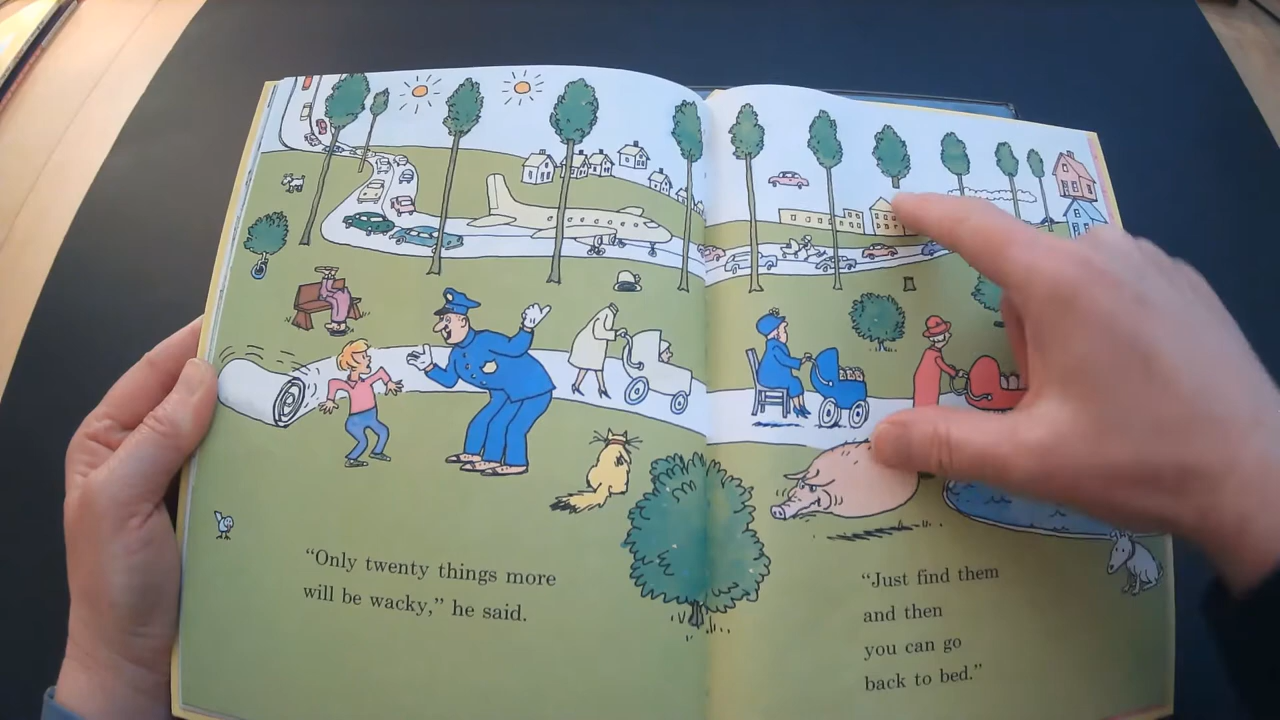 “Only twenty things more
will be wacky,” he said.
“Just find them
and then
you can go
back to bed.”